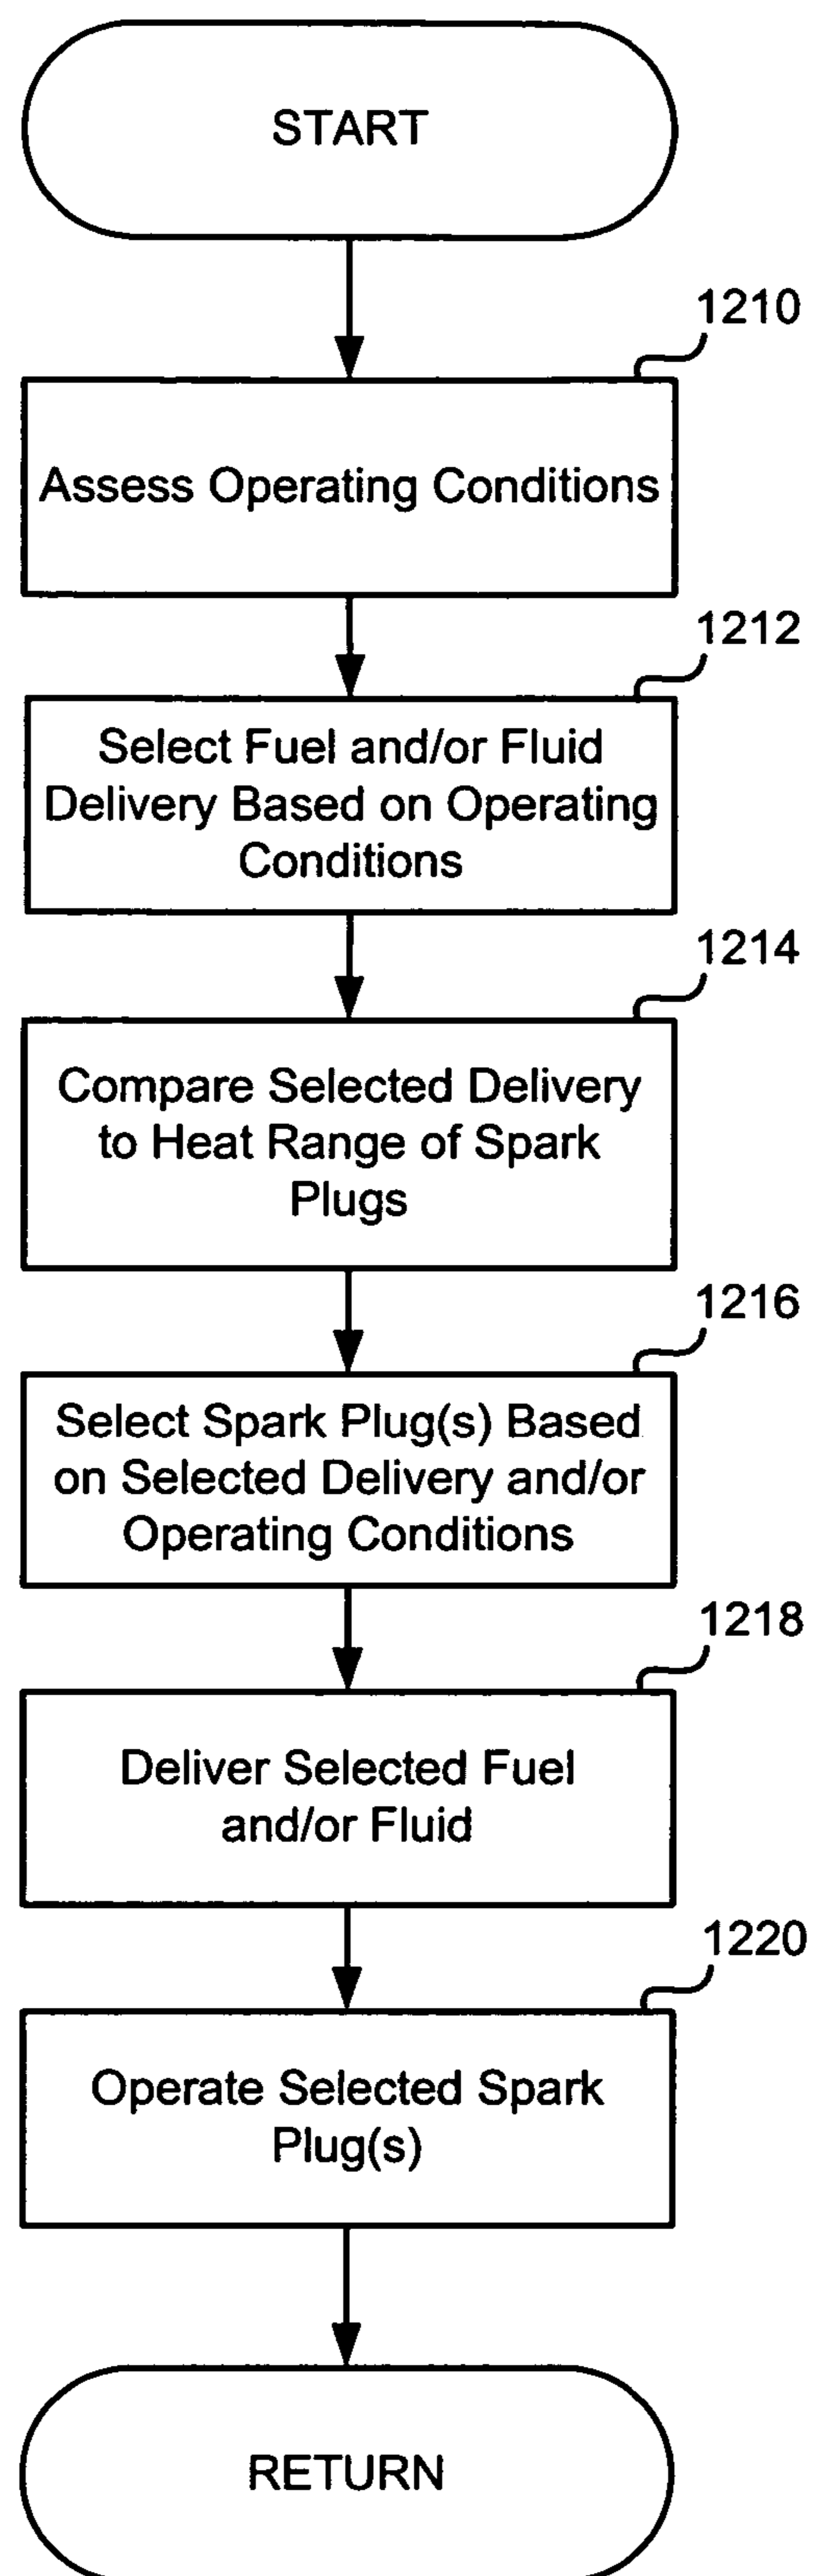 START
1210
Assess Operating Conditions
1212
Select Fuel and/or Fluid
Delivery Based on Operating
Conditions
1214
Compare Selected Delivery
to Heat Range of Spark
Plugs
1216
Select Spark Plug(s) Based
on Selected Delivery and/or
Operating Conditions
1218
Deliver Selected Fuel
and/or Fluid
1220
Operate Selected Spark
Plug(s)
RETURN